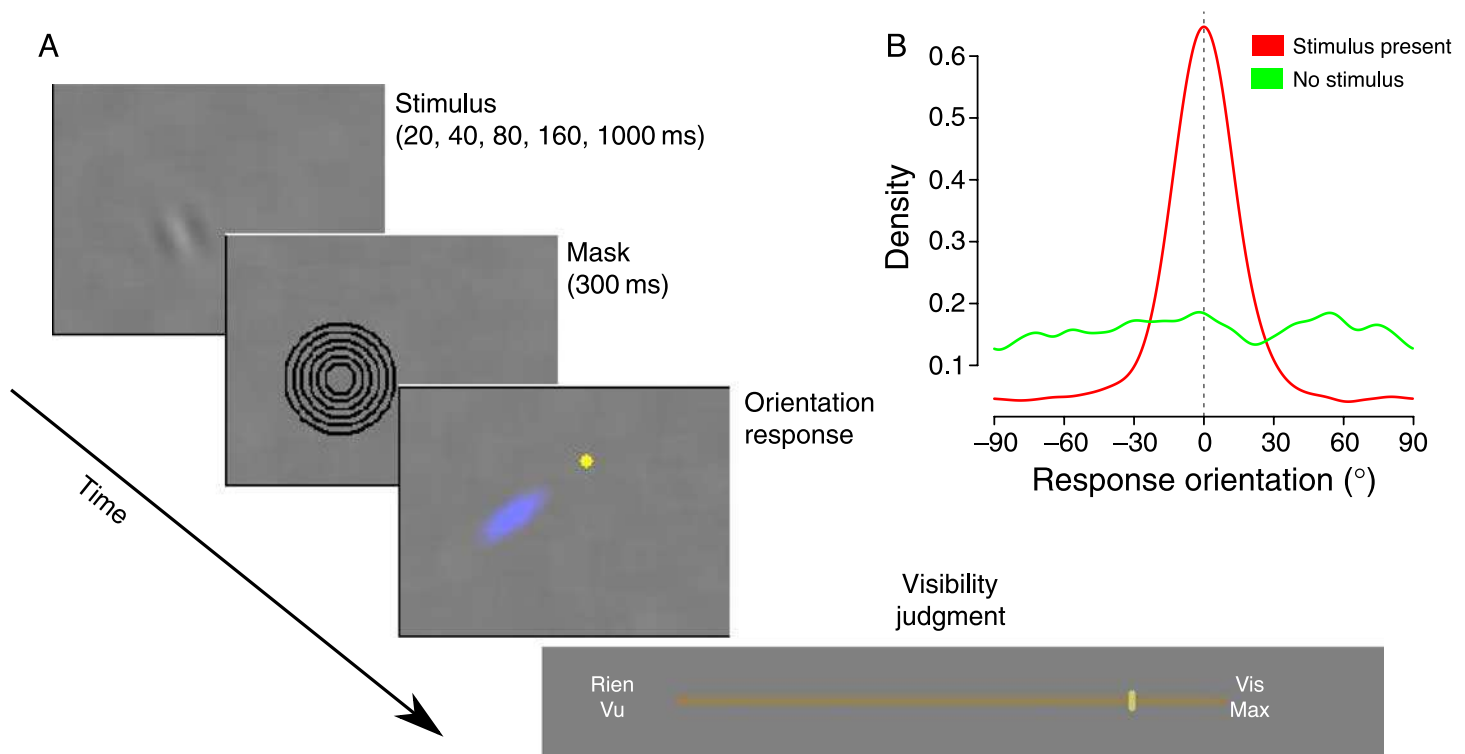 A
Stimulus
(20, 40, 80, 160, 1000 ms)
Mask
(300 ms)
Orientation
response
Time
Visibility
judgment
Rien
Vu
Vis
Max
B
Stimulus present
No stimulus
Density
0.6
0.5
0.4
0.3
0.2
0.1
–90 –60 –30 0 30 60 90
Response orientation (°)